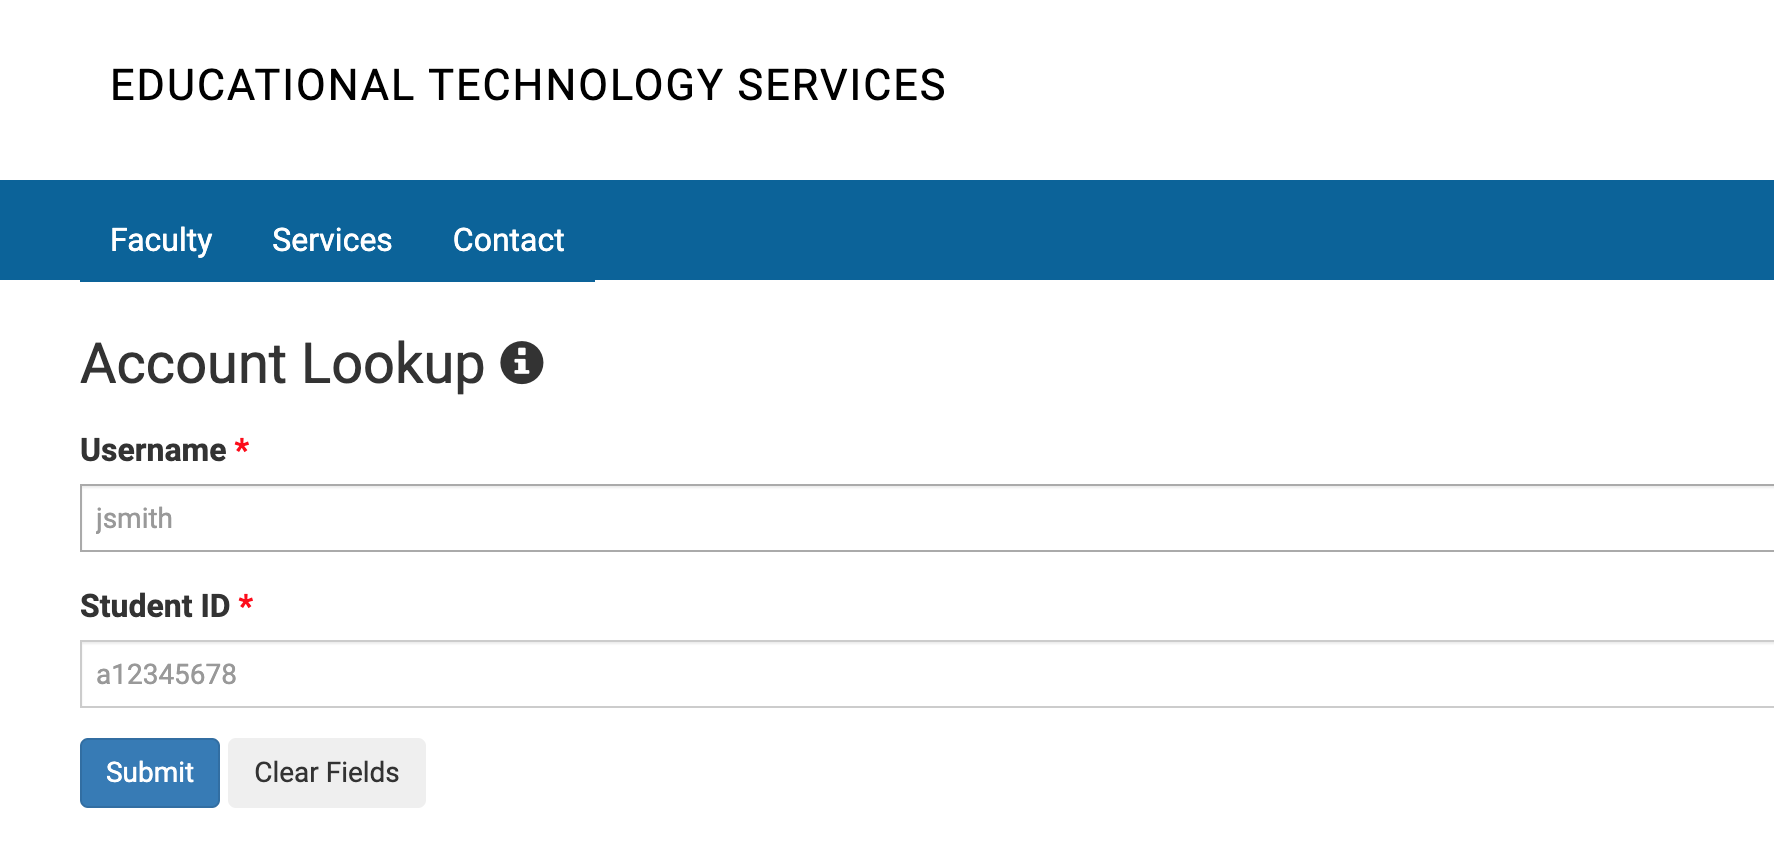 EDUCATIONAL TECHNOLOGY SERVICES
Faculty Services Contact
Account Lookup
Username *
jsmith
Student ID *
a12345678
Submit Clear Fields